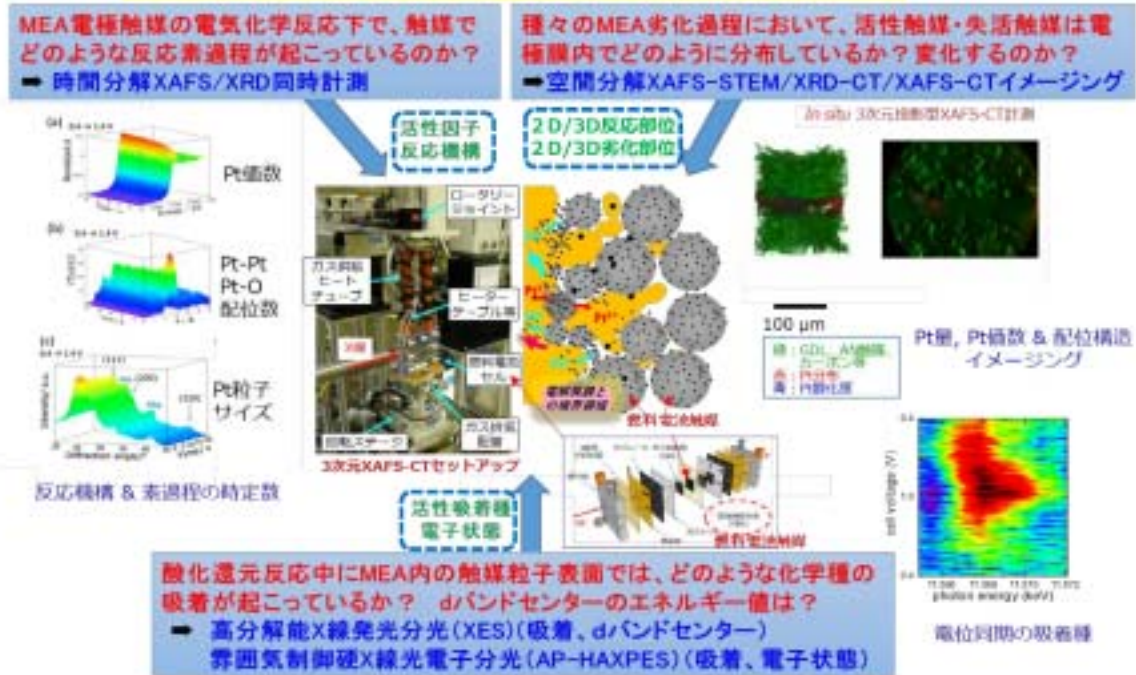 MEA電極触媒の電気化学反応下で、触媒で
どのような反応素過程が起こっているのか?
➡ 時間分解XAFS/XRD同時計測
種々のMEA劣化過程において、活性触媒・失活触媒は電
極膜内でどのように分布しているか?変化するのか?
➡空間分解XAFS-STEM/XRD-CT/XAFS-CTイメージング
活性因子
反応機構
2D/3D反応部位
2D/3D劣化部位
In-situ 3次元投影型XAFS-CT計測
(a)
Pt価数
(b)
Pt-Pt
Pt-O
配位数
Pt粒子
サイズ
反応機構 & 素過程の時定数
ロータリー
ジョイント
ガス供給
ヒート
チューブ
ヒーター
ケーブル等
X線
燃料電池
セル
回転ステージ
ガス排気
配管
3次元XAFS-CTセットアップ
燃料電池触媒
燃料電池触媒
100 μm
緑:GDL,
カーボン等
赤:Pt分布
青:Pt酸化度
Pt量, Pt価数 & 配位構造
イメージング
cell voltage (V)
photon energy (keV)
電位同期の吸着種
活性吸着種
電子状態
酸化還元反応中にMEA内の触媒粒子表面では、どのような化学種の
吸着が起こっているか? dバンドセンターのエネルギー値は?
➡ 高分解能X線発光分光(XES)(吸着、dバンドセンター)
雰囲気制御硬X線光電子分光(AP-HAXPES)(吸着、電子状態)